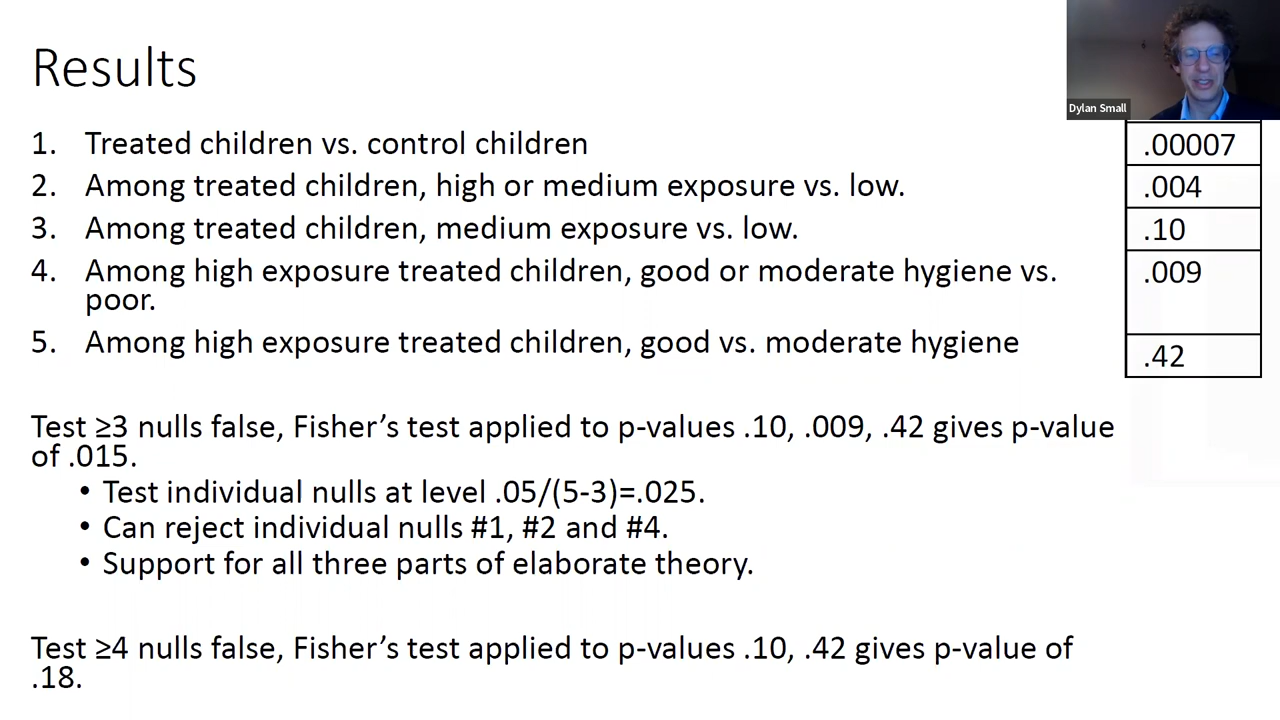 Results
Dylan Small
1. Treated children vs. control children
.00007
2. Among treated children, high or medium exposure vs. low.
.004
3. Among treated children, medium exposure vs. low.
.10
4. Among high exposure treated children, good or moderate hygiene vs.
poor.
.009
5. Among high exposure treated children, good vs. moderate hygiene
.42
Test ≥3 nulls false, Fisher’s test applied to p-values .10, .009, .42 gives p-value
of .015.
• Test individual nulls at level .05/(5-3)=.025.
• Can reject individual nulls #1, #2 and #4.
• Support for all three parts of elaborate theory.
Test ≥4 nulls false, Fisher’s test applied to p-values .10, .42 gives p-value of
.18.